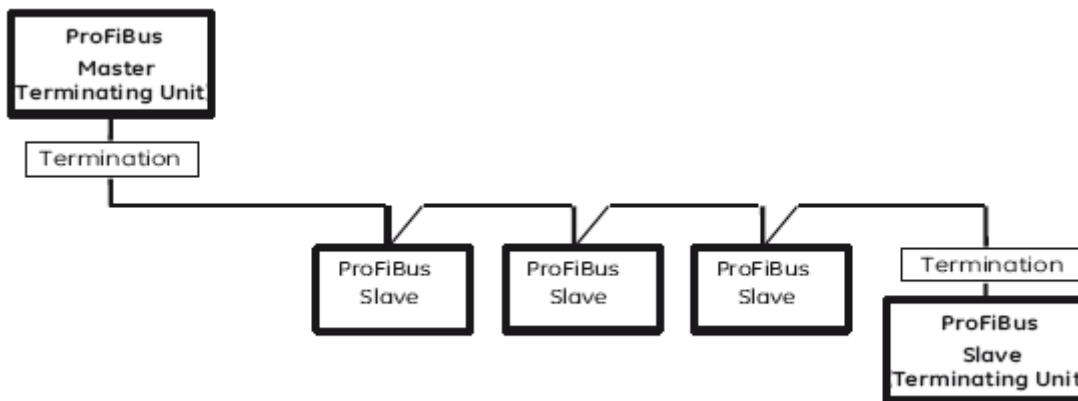 ProFiBus
Master
(Terminating Unit)
Termination
ProFiBus
Slave
ProFiBus
Slave
ProFiBus
Slave
Termination
ProFiBus
Slave
(Terminating Unit